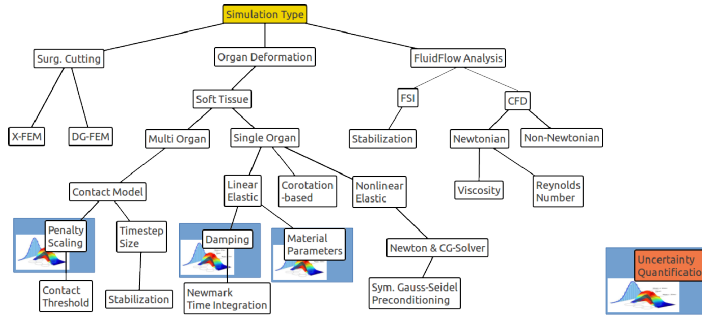 Simulation Type
Surg. Cutting
Organ Deformation
FluidFlow Analysis
Soft Tissue
FSI
CFD
X-FEM
DG-FEM
Multi Organ
Single Organ
Stabilization
Newtonian
Non-Newtonian
Contact Model
Linear
Elastic
Corotation
-based
Nonlinear
Elastic
Viscosity
Reynolds
Number
Penalty
Scaling
Timestep
Size
Damping
Material
Parameters
Newton & CG-Solver
Uncertainty
Quantificatio
Contact
Threshold
Stabilization
Newmark
Time Integration
Sym. Gauss-Seidel
Preconditioning